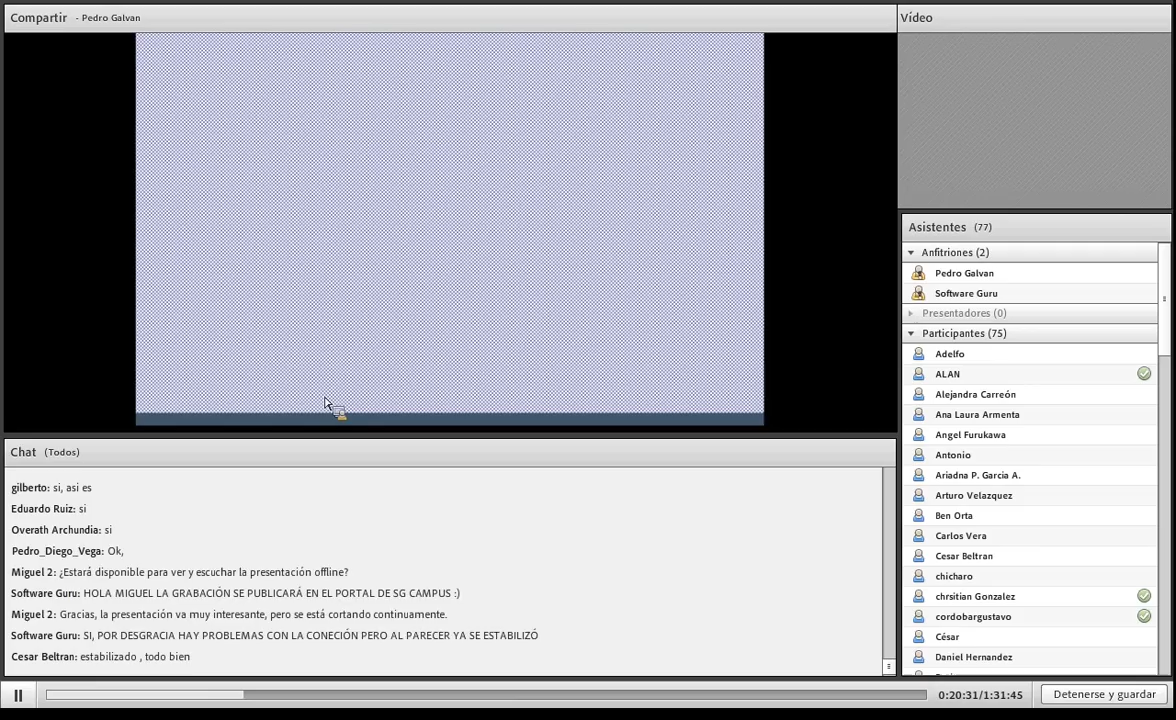 Compartir - Pedro Galvan
Vídeo
Asistentes (77)
Anfitriones (2)
Pedro Galvan
Software Guru
Presentadores (0)
Participantes (75)
Adelfo
ALAN
Alejandra Carreón
Ana Laura Armenta
Angel Furukawa
Antonio
Ariadna P. Garcia A.
Arturo Velazquez
Ben Orta
Carlos Vera
Cesar Beltran
chicharo
chrsitian Gonzalez
cordobargustavo
César
Daniel Hernandez
Chat (Todos)
gilberto: si, asi es
Eduardo Ruiz: si
Overath Archundia: si
Pedro_Diego_Vega: Ok,
Miguel 2: ¿Estará disponible para ver y escuchar la presentación offline?
Software Guru: HOLA MIGUEL LA GRABACIÓN SE PUBLICARÁ EN EL PORTAL DE SG CAMPUS :)
Miguel 2: Gracias, la presentación va muy interesante, pero se está cortando continuamente.
Software Guru: SI, POR DESGRACIA HAY PROBLEMAS CON LA CONECIÓN PERO AL PARECER YA SE ESTABILIZÓ
Cesar Beltran: estabilizado , todo bien
0:20:31/1:31:45
Detenerse y guardar